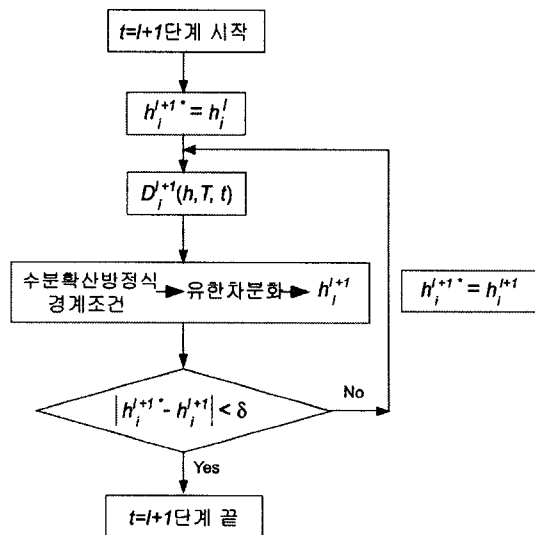 t=l+1단계 시작
h_i^{l+1 *} = h_i^l
D_i^{l+1}(h,T, t)
수분확산방정식
경계조건 → 유한차분화 → h_i^{l+1}
h_i^{l+1 *} = h_i^{l+1}
|h_i^{l+1 *} - h_i^{l+1}| < δ
No
Yes
t=l+1단계 끝